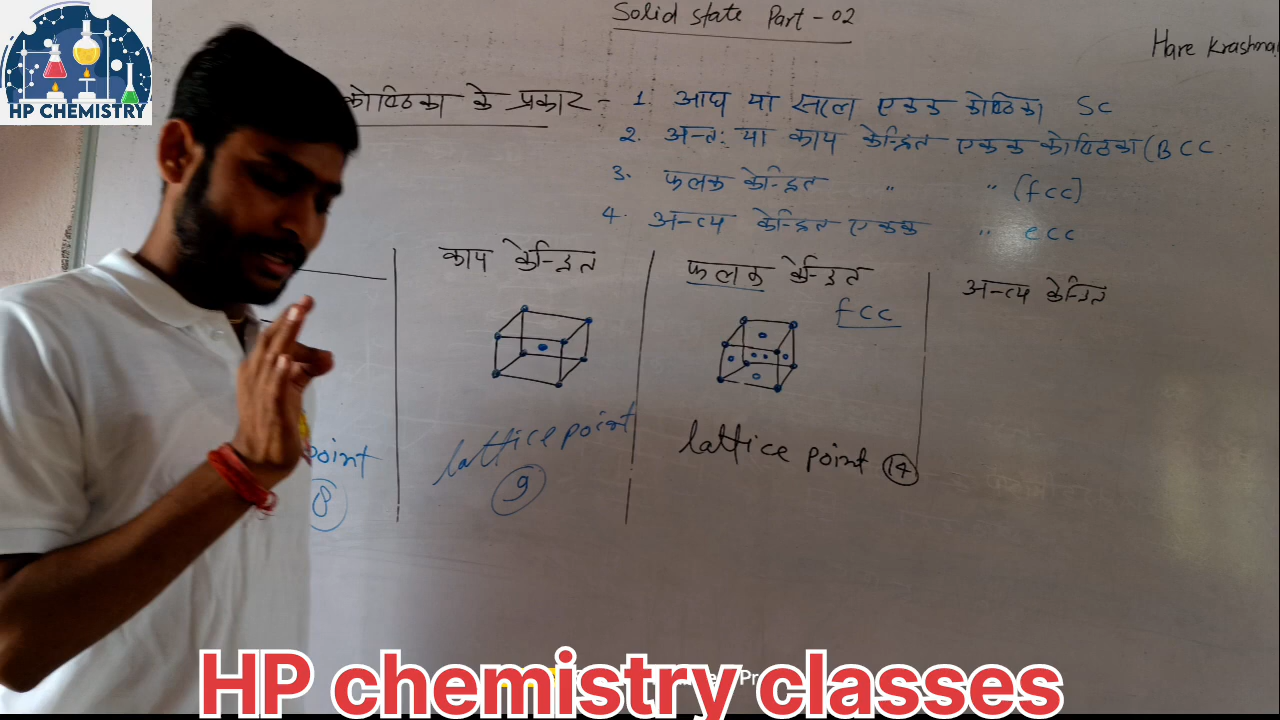 HP CHEMISTRY
Solid state Part - 02
Hare Krashna
कोष्ठिका के प्रकार - 1. आद्य या सरल एकक कोष्ठिका SC
2. अन्तः या काय केन्द्रित एकक कोष्ठिका (BCC
3. फलक केन्द्रित " " (fcc)
4. अन्त्य केन्द्रित एकक " ecc
काय केन्द्रित
फलक केन्द्रित
अन्त्य केन्द्रित
fcc
point
8
lattice point
9
lattice point 14
HP chemistry classes